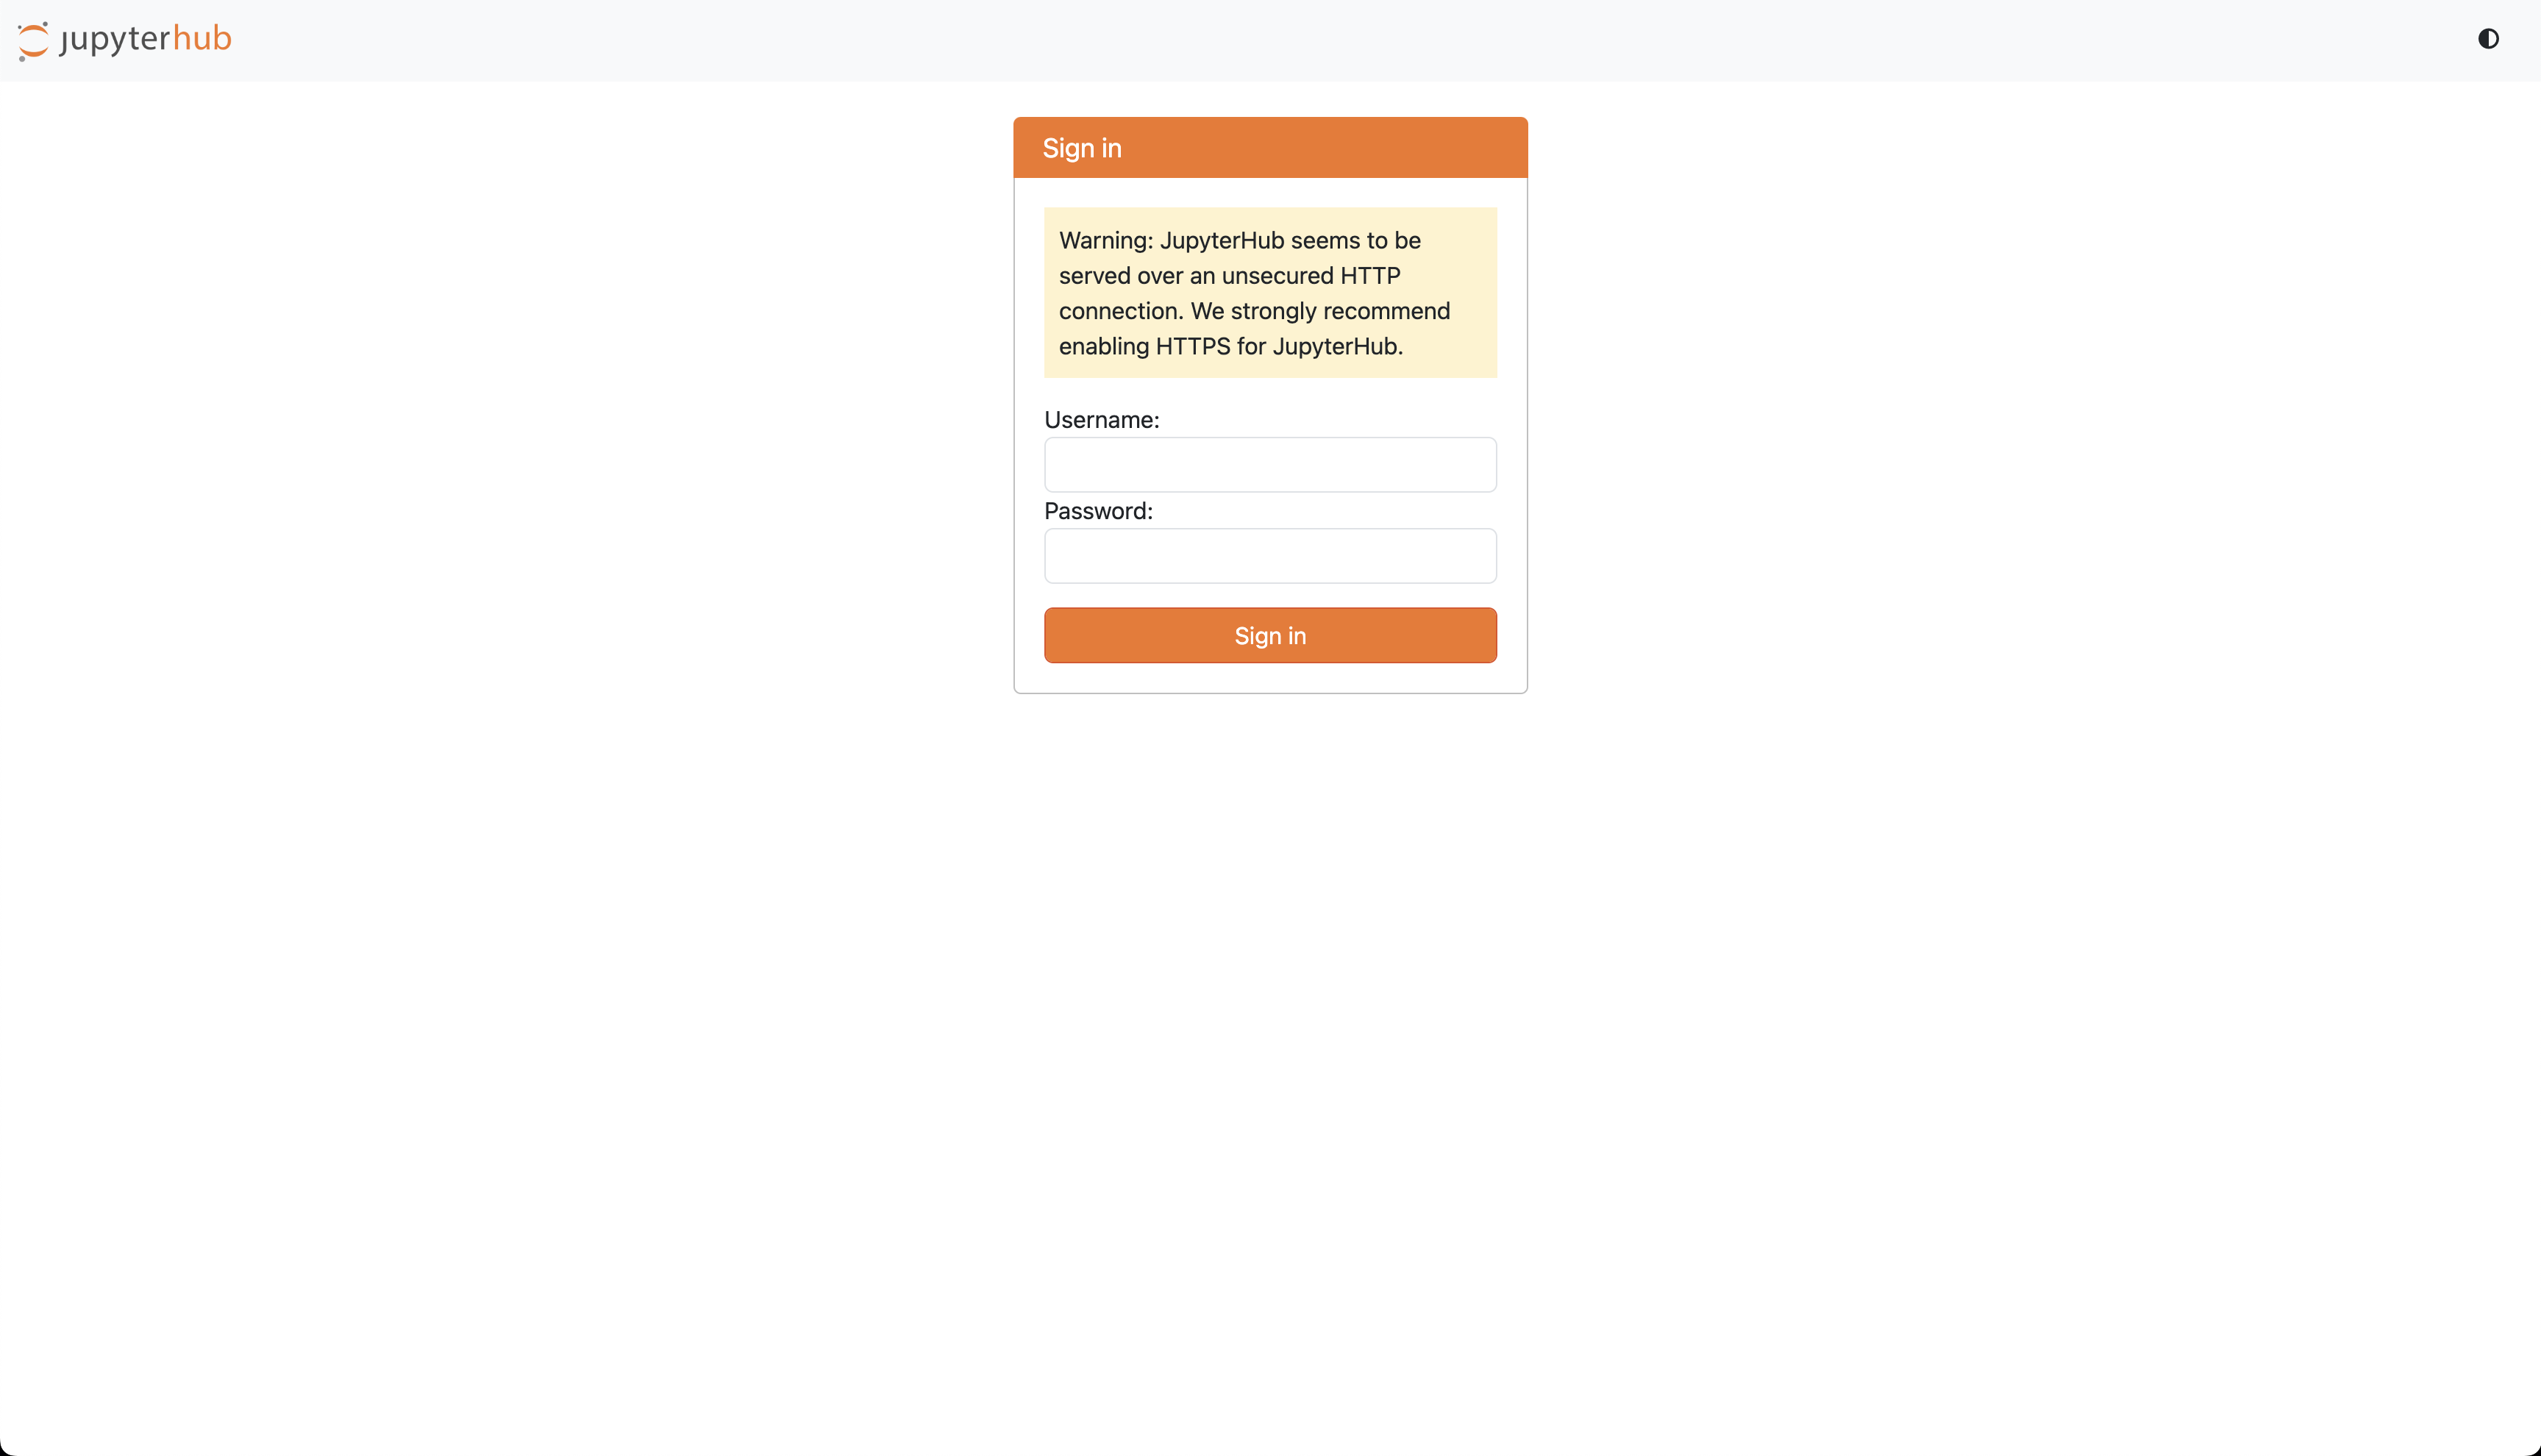 jupyterhub
Sign in
Warning: JupyterHub seems to be
served over an unsecured HTTP
connection. We strongly recommend
enabling HTTPS for JupyterHub.
Username:
Password:
Sign in